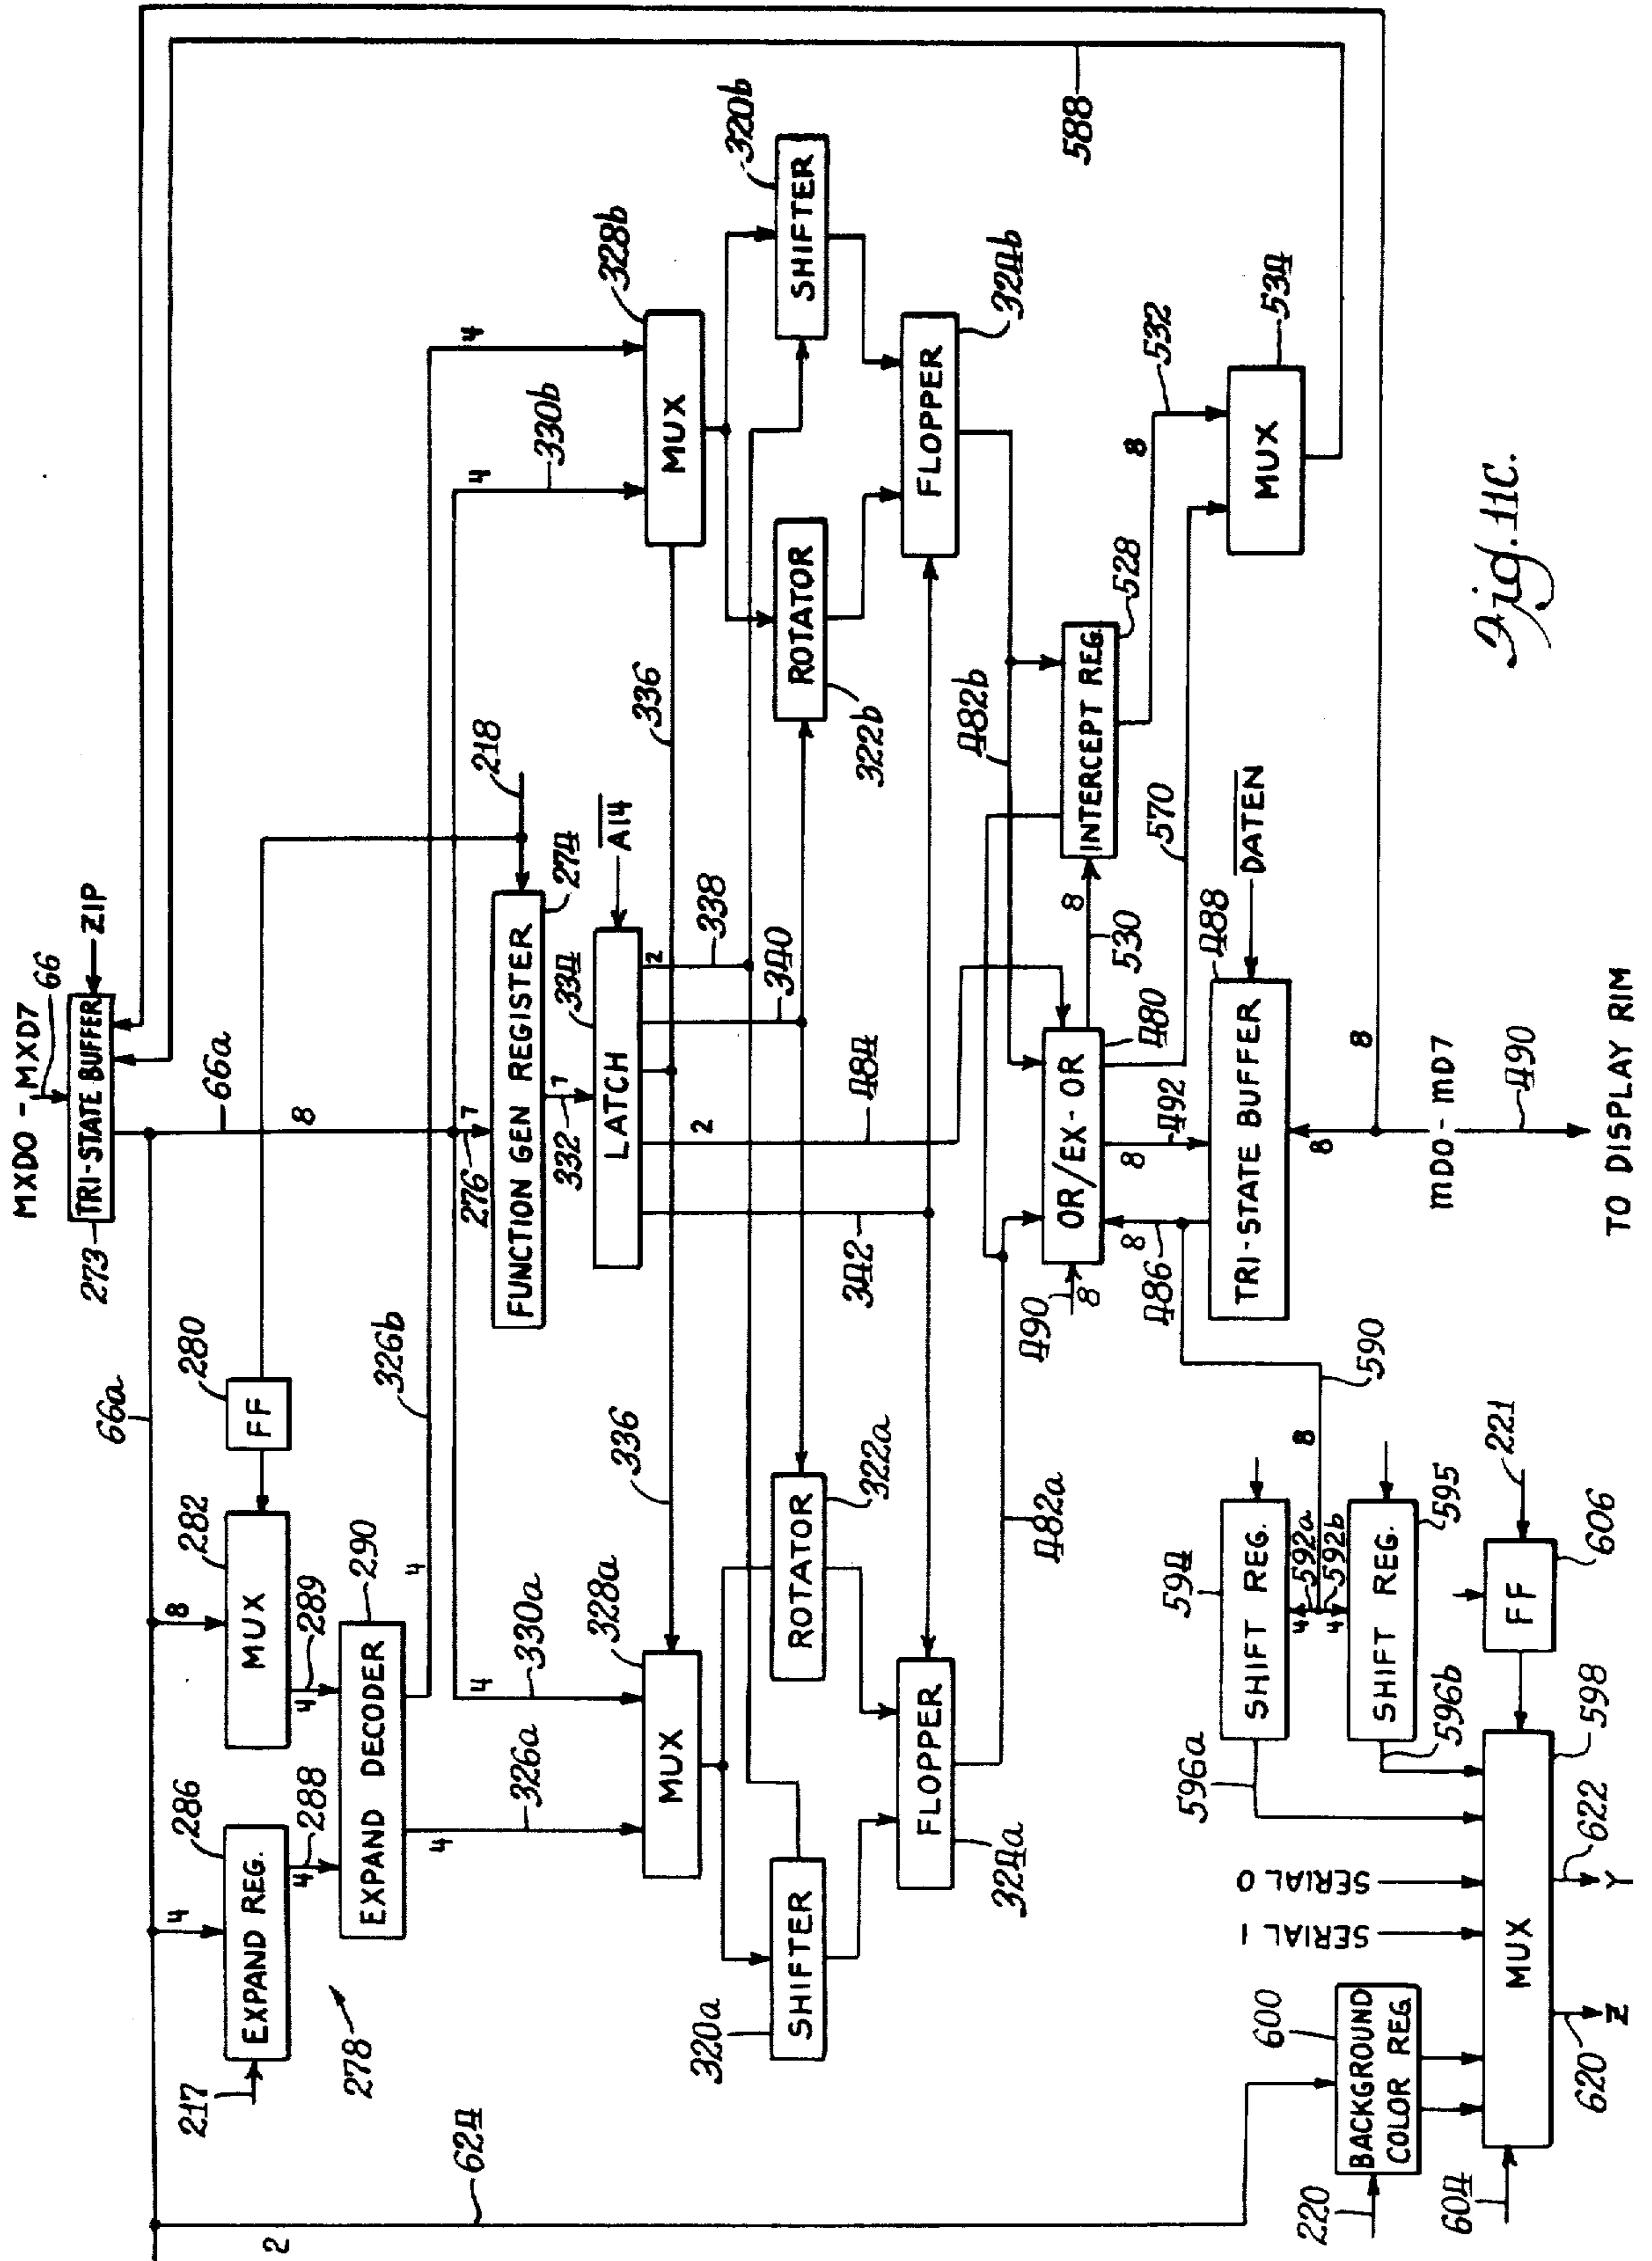 MXD0 - MXD7
66
TRI-STATE BUFFER
ZIP
273
66a
66a
8
280
FF
282
MUX
8
4
289
286
EXPAND REG.
4
4
288
217
278
290
EXPAND DECODER
4
326b
4
326a
218
276
7
FUNCTION GEN REGISTER
274
332
7
LATCH
334
A14
2
338
340
484
2
342
336
336
4
330b
4
328b
MUX
4
330a
328a
MUX
320b
SHIFTER
ROTATOR
322b
ROTATOR
322a
SHIFTER
320a
FLOPPER
324b
FLOPPER
324a
588
482b
482a
INTERCEPT REG.
528
8
530
8
532
MUX
534
570
OR/EX-OR
480
490
8
8
492
8
486
TRI-STATE BUFFER
488
DATEN
8
8
mD0 - mD7
490
TO DISPLAY RIM
590
8
594
SHIFT REG.
4
592a
4
592b
SHIFT REG.
595
596a
596b
221
FF
606
SERIAL 0
SERIAL 1
MUX
598
622
Y
620
Z
604
600
BACKGROUND
COLOR REG.
220
624
2
Fig. 11C.